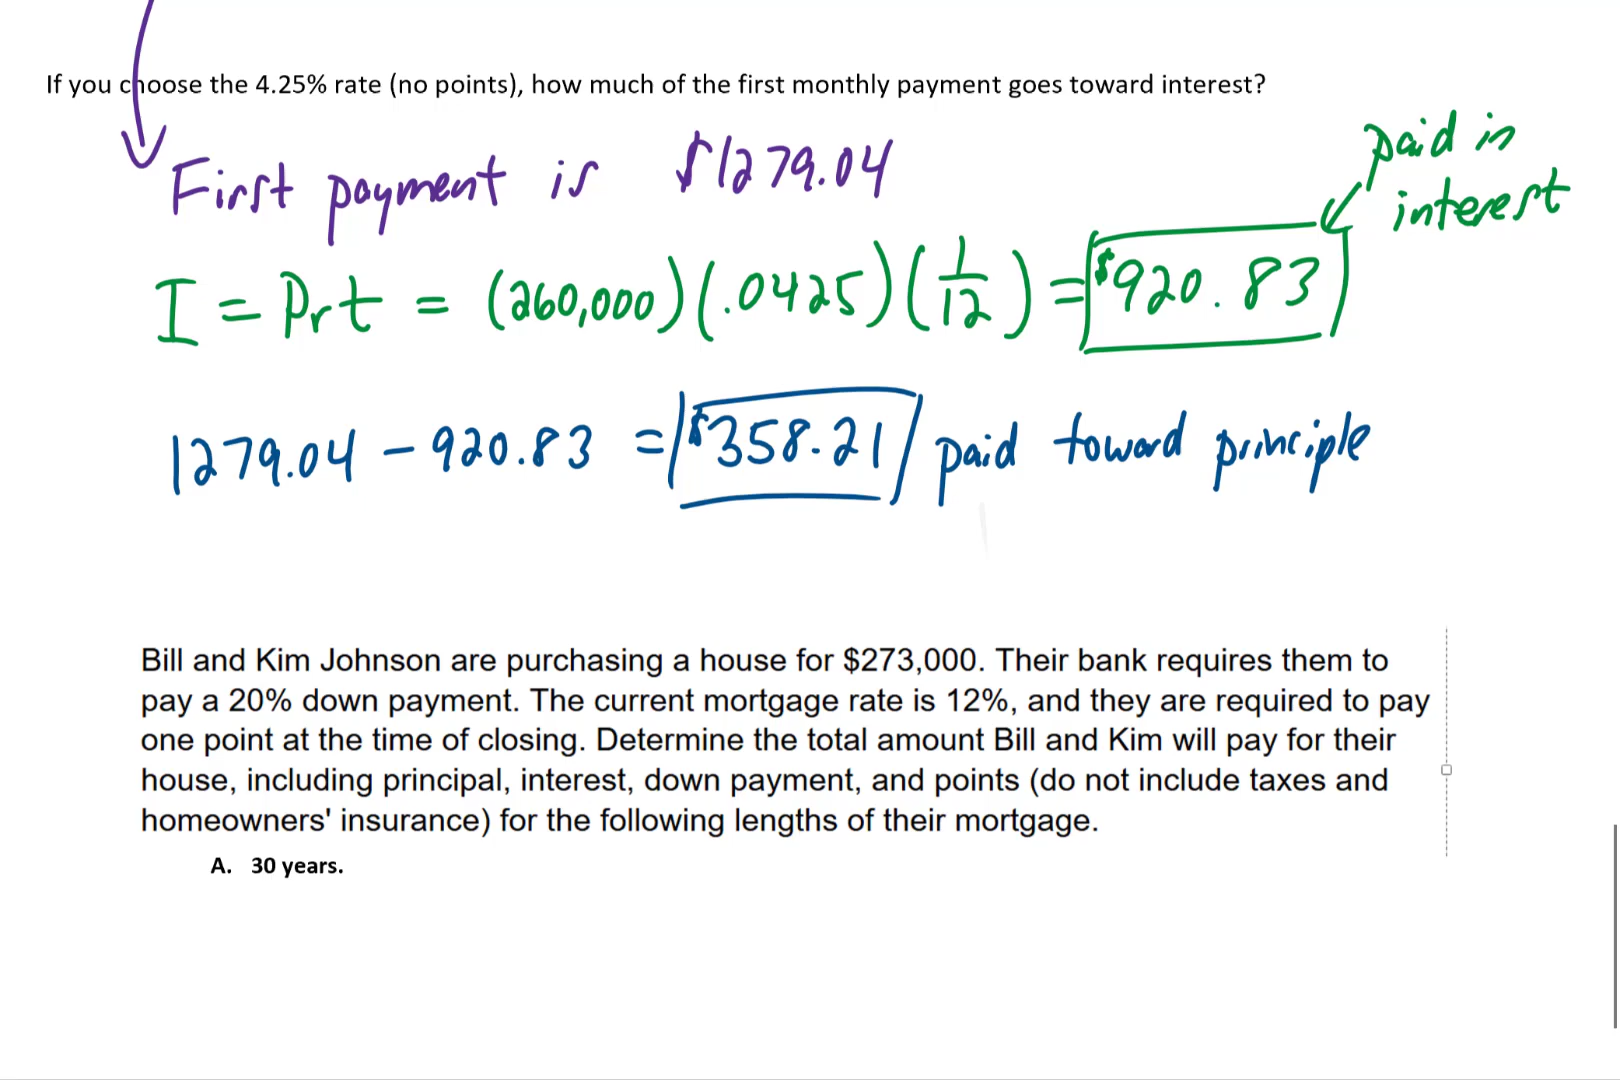 If you choose the 4.25% rate (no points), how much of the first monthly payment goes toward interest?
First payment is $1279.04
paid in
interest
I = Prt = (260,000)(.0425)(1/12) = $920.83
1279.04 - 920.83 = $358.21 paid toward principle
Bill and Kim Johnson are purchasing a house for $273,000. Their bank requires them to
pay a 20% down payment. The current mortgage rate is 12%, and they are required to pay
one point at the time of closing. Determine the total amount Bill and Kim will pay for their
house, including principal, interest, down payment, and points (do not include taxes and
homeowners' insurance) for the following lengths of their mortgage.
A. 30 years.